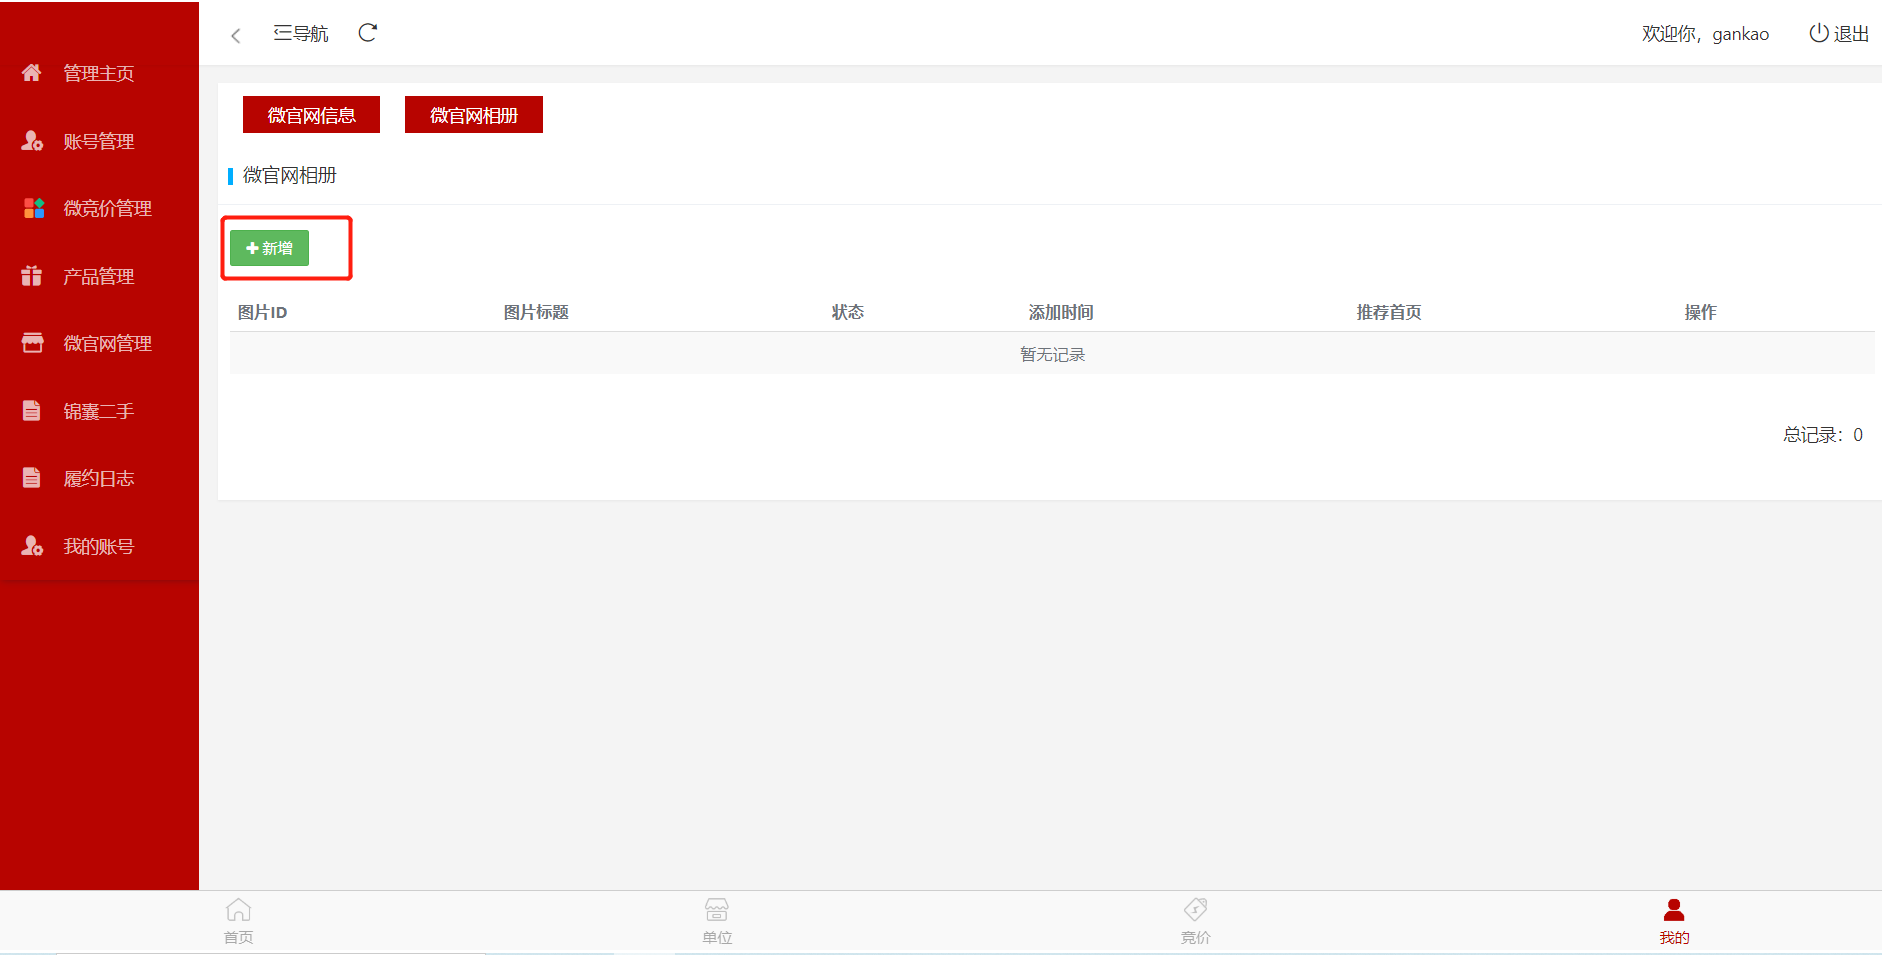 导航
欢迎你，gankao
退出
管理主页
账号管理
微竞价管理
产品管理
微官网管理
锦囊二手
履约日志
我的账号
微官网信息
微官网相册
微官网相册
新增
图片ID 图片标题 状态 添加时间 推荐首页 操作
暂无记录
总记录：0
首页
单位
竞价
我的